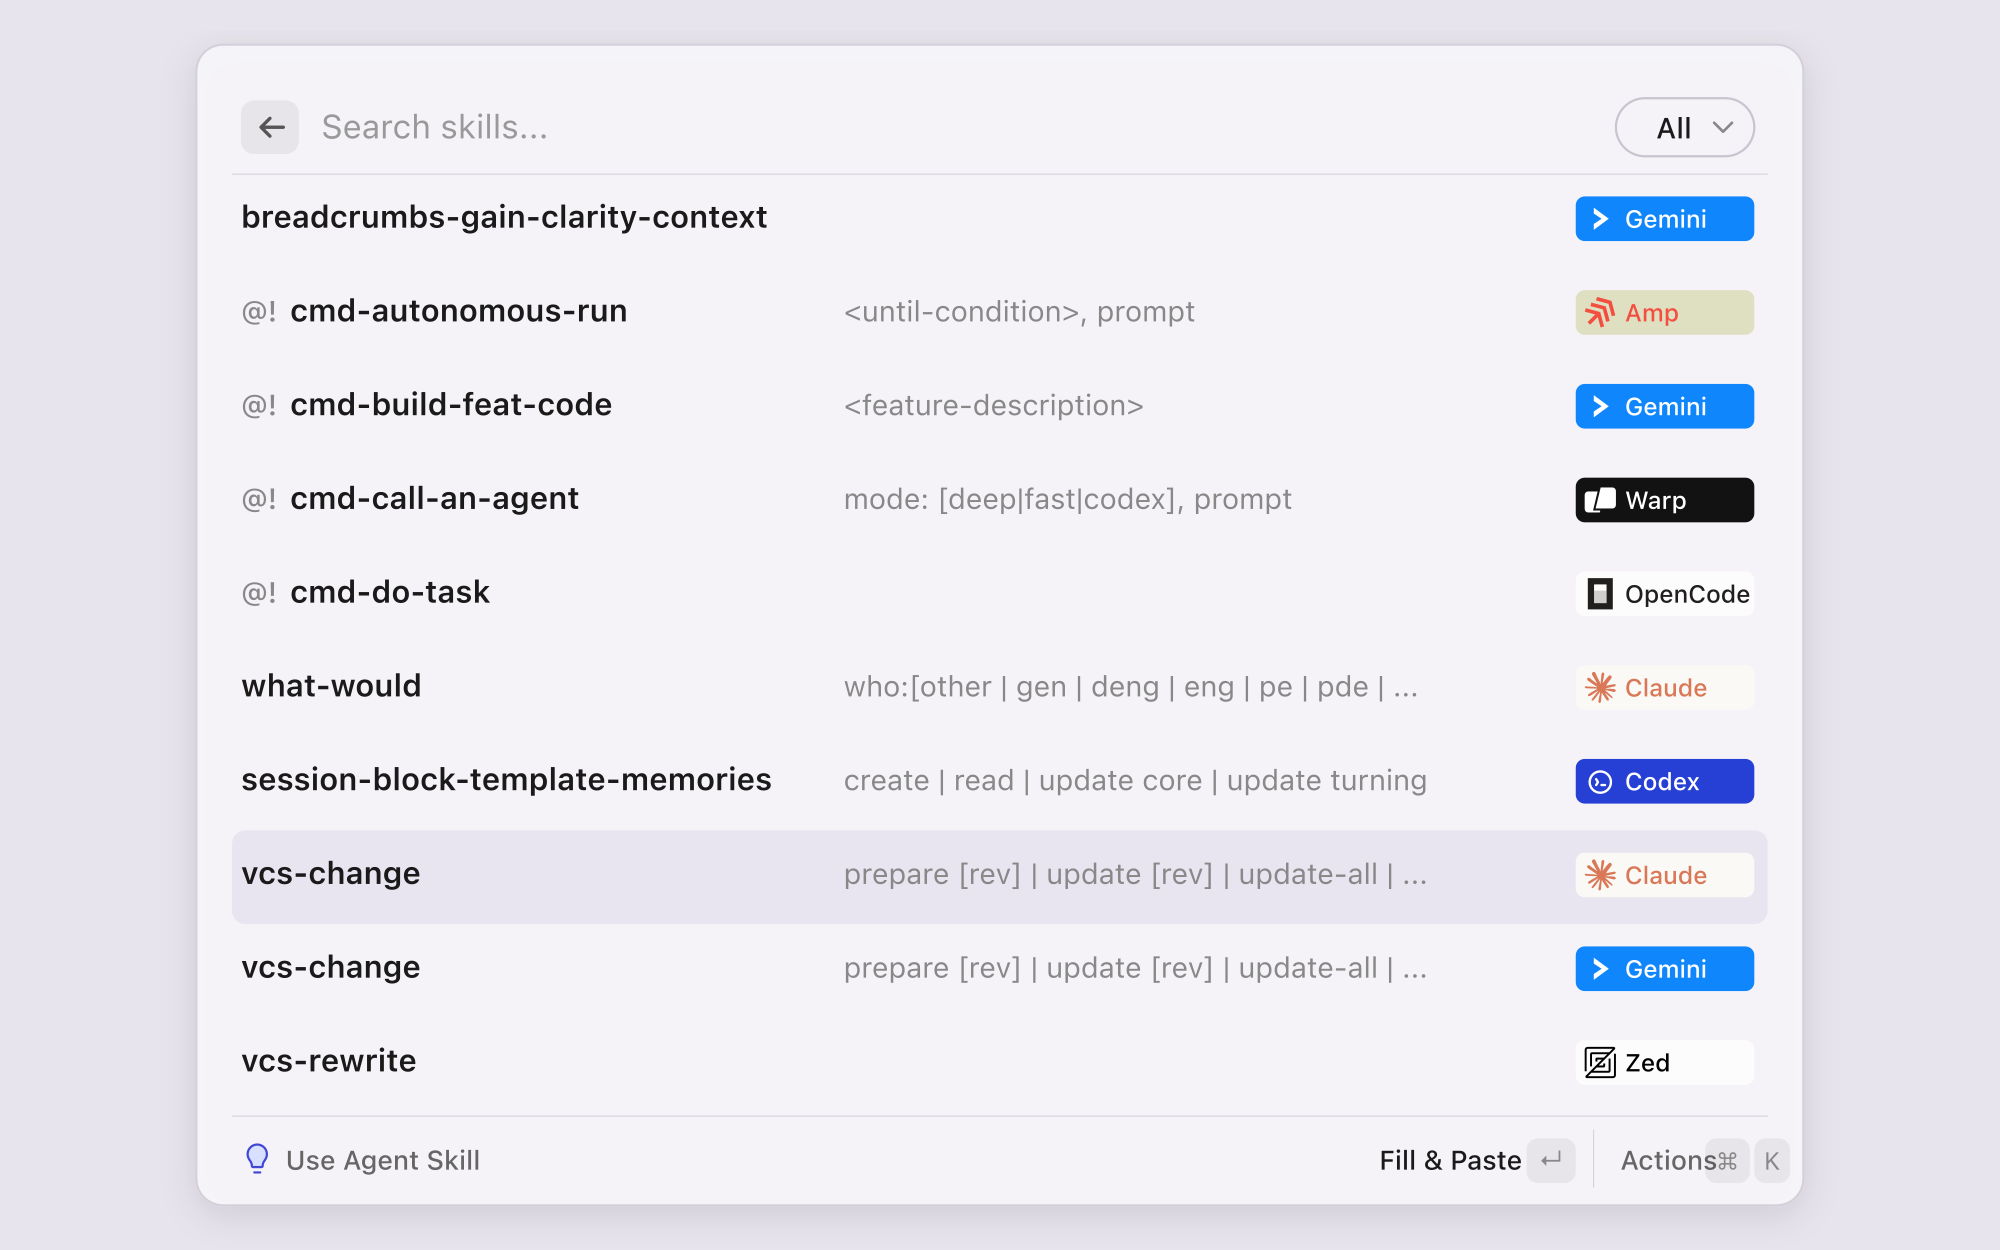 Search skills...
All
breadcrumbs-gain-clarity-context
Gemini
@! cmd-autonomous-run <until-condition>, prompt
Amp
@! cmd-build-feat-code <feature-description>
Gemini
@! cmd-call-an-agent mode: [deep|fast|codex], prompt
Warp
@! cmd-do-task
OpenCode
what-would who:[other | gen | deng | eng | pe | pde | ...
Claude
session-block-template-memories create | read | update core | update turning
Codex
vcs-change prepare [rev] | update [rev] | update-all | ...
Claude
vcs-change prepare [rev] | update [rev] | update-all | ...
Gemini
vcs-rewrite
Zed
Use Agent Skill
Fill & Paste ↵
Actions ⌘ K